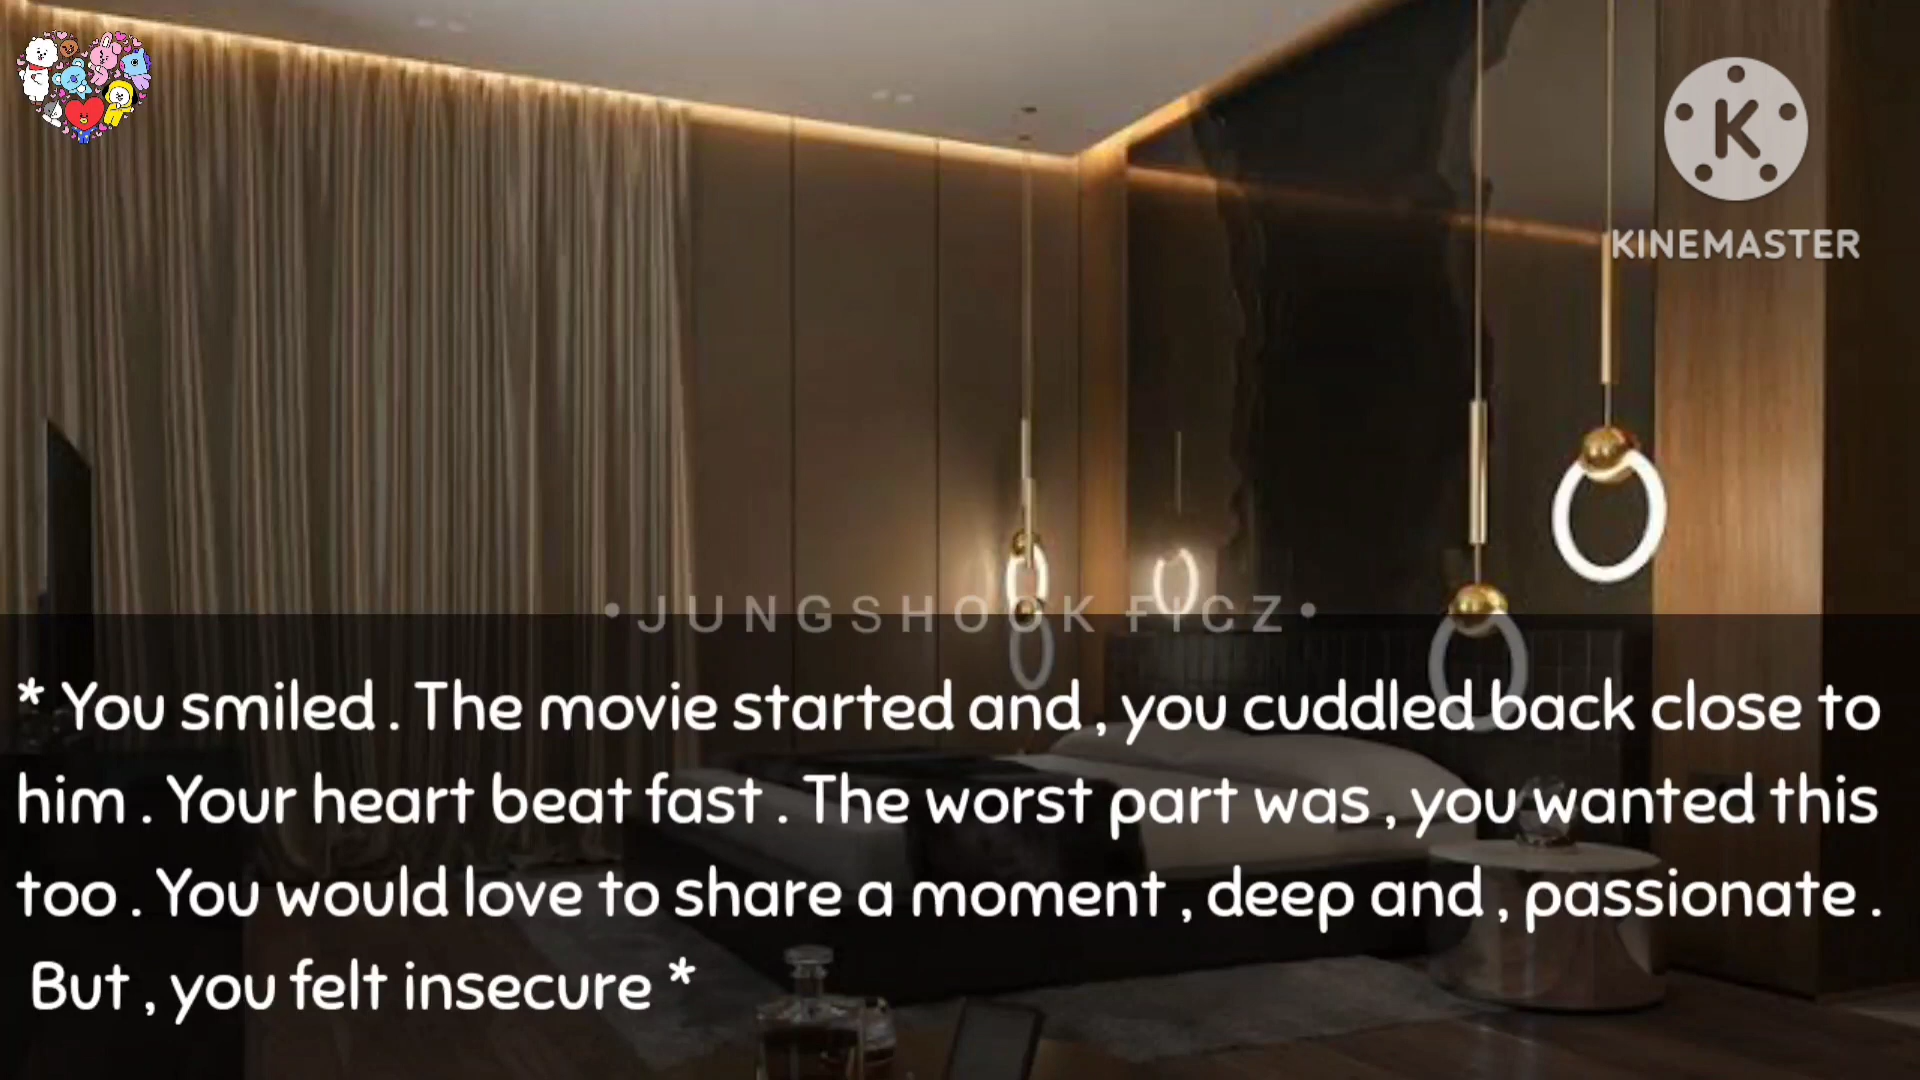 K
KINEMASTER
•JUNGSHOOK FICZ•
* You smiled . The movie started and , you cuddled back close to
him . Your heart beat fast . The worst part was , you wanted this
too . You would love to share a moment , deep and , passionate .
But , you felt insecure *